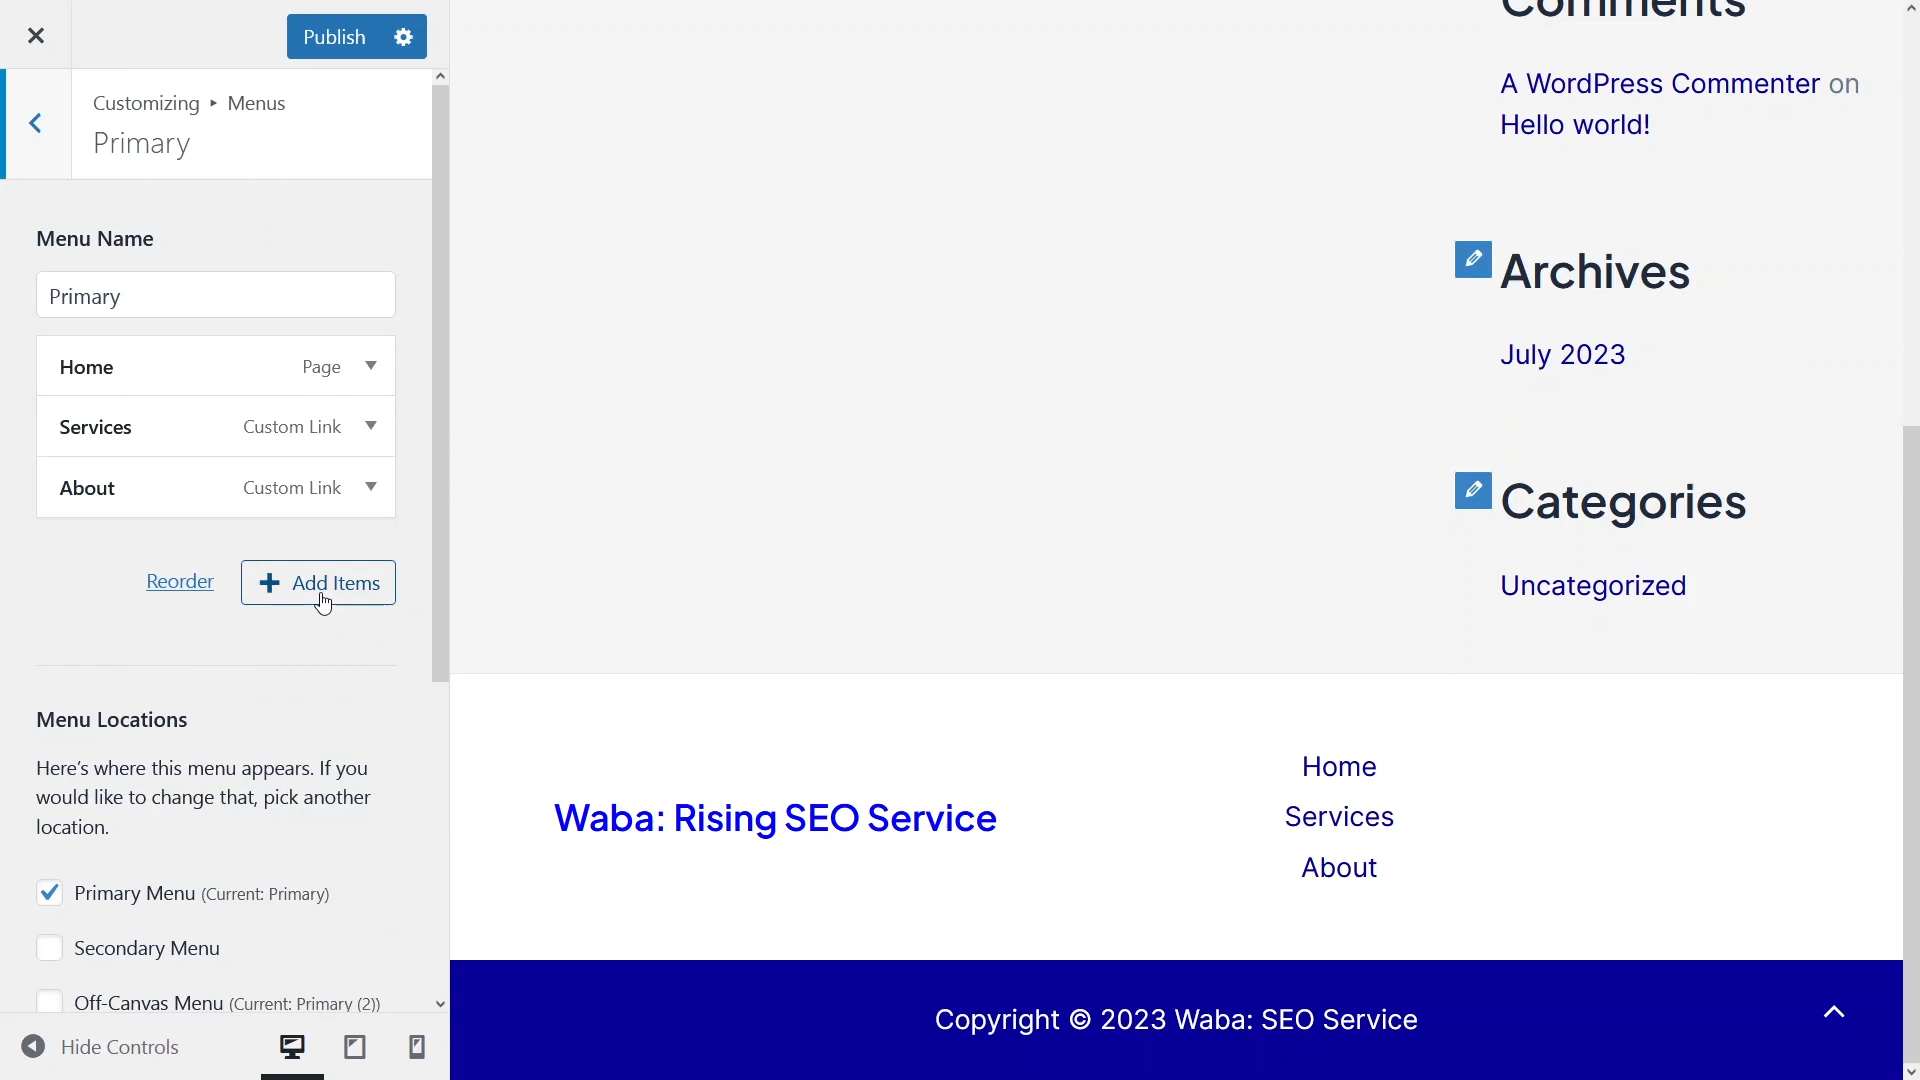 Publish
Customizing ▸ Menus
Primary
Menu Name
Primary
Home Page
Services Custom Link
About Custom Link
Reorder
Add Items
Menu Locations
Here’s where this menu appears. If you
would like to change that, pick another
location.
Primary Menu (Current: Primary)
Secondary Menu
Off-Canvas Menu (Current: Primary (2))
Hide Controls
Comments
A WordPress Commenter on
Hello world!
Archives
July 2023
Categories
Uncategorized
Waba: Rising SEO Service
Home
Services
About
Copyright © 2023 Waba: SEO Service